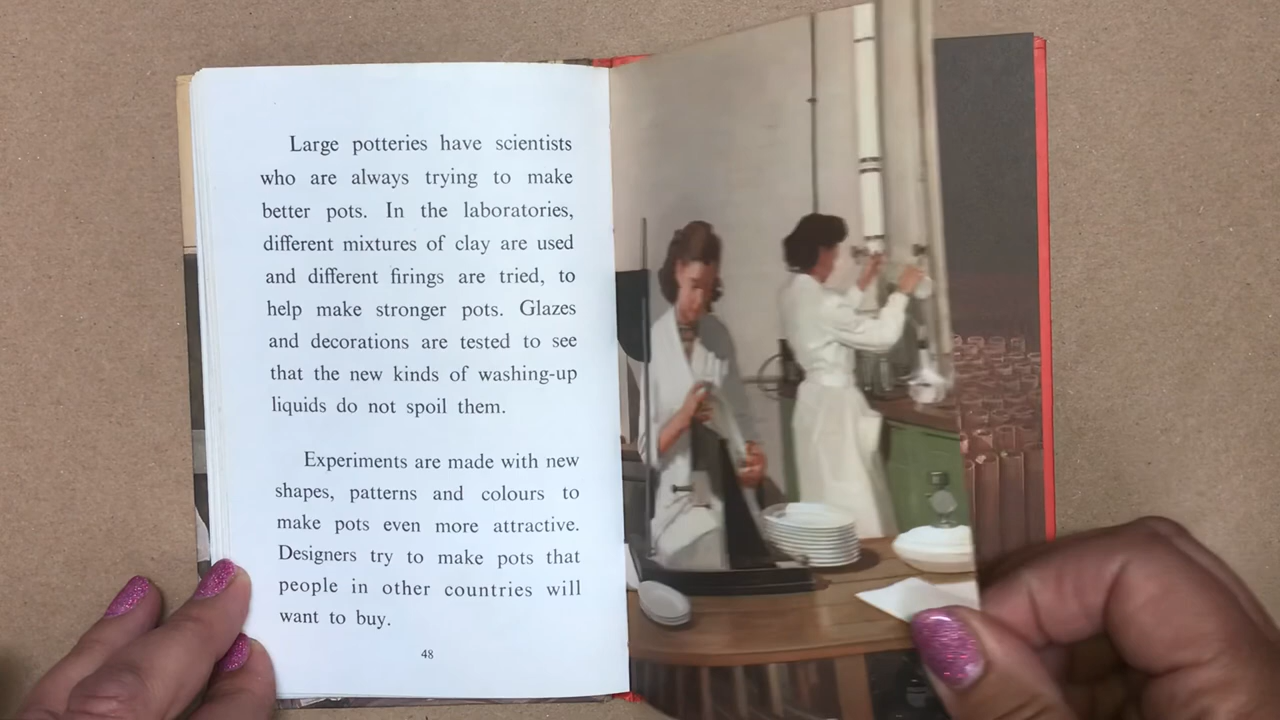 Large potteries have scientists
who are always trying to make
better pots. In the laboratories,
different mixtures of clay are used
and different firings are tried, to
help make stronger pots. Glazes
and decorations are tested to see
that the new kinds of washing-up
liquids do not spoil them.
Experiments are made with new
shapes, patterns and colours to
make pots even more attractive.
Designers try to make pots that
people in other countries will
want to buy.
48